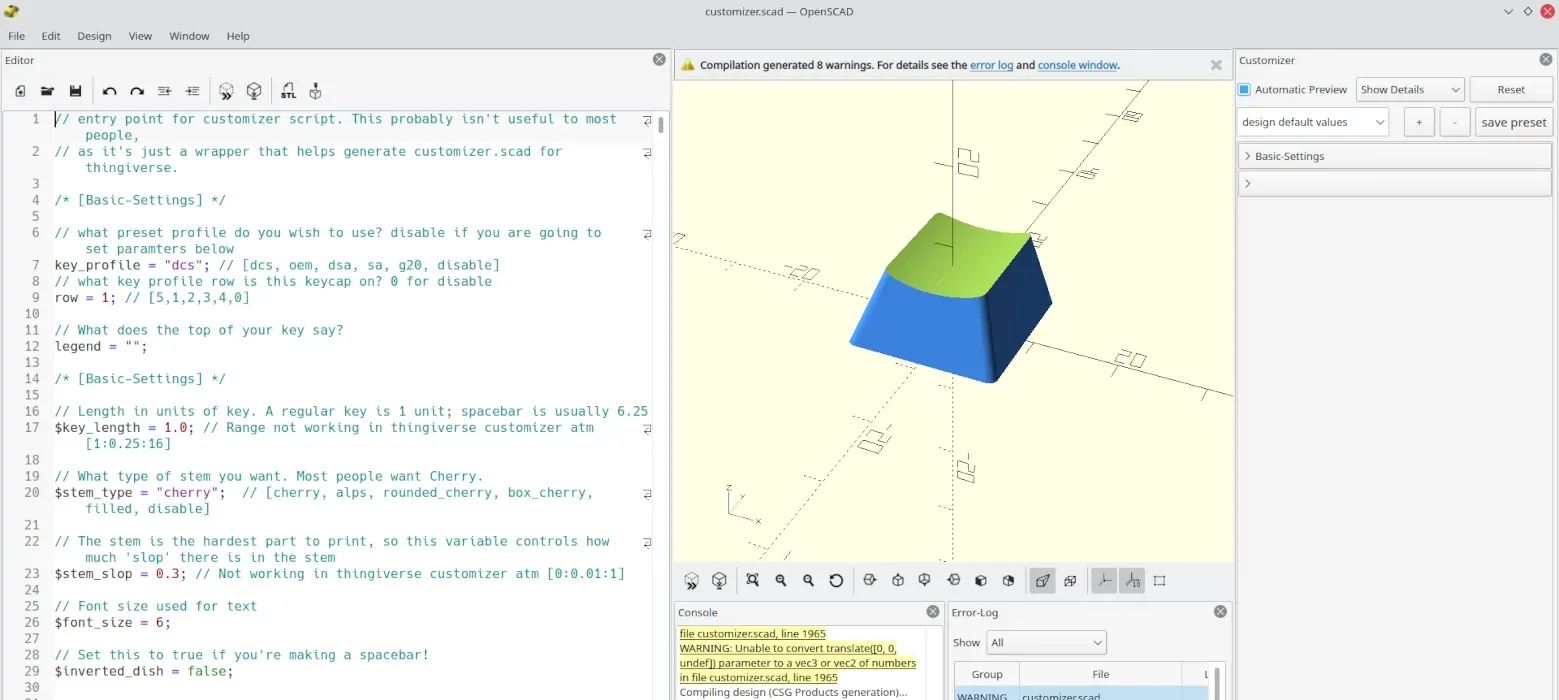 customizer.scad — OpenSCAD
File Edit Design View Window Help
Editor
STL
1 // entry point for customizer script. This probably isn't useful to most
people,
2 // as it's just a wrapper that helps generate customizer.scad for
thingiverse.
3
4 /* [Basic-Settings] */
5
6 // what preset profile do you wish to use? disable if you are going to
set paramters below
7 key_profile = "dcs"; // [dcs, oem, dsa, sa, g20, disable]
8 // what key profile row is this keycap on? 0 for disable
9 row = 1; // [5,1,2,3,4,0]
10
11 // What does the top of your key say?
12 legend = "";
13
14 /* [Basic-Settings] */
15
16 // Length in units of key. A regular key is 1 unit; spacebar is usually 6.25
17 $key_length = 1.0; // Range not working in thingiverse customizer atm
[1:0.25:16]
18
19 // What type of stem you want. Most people want Cherry.
20 $stem_type = "cherry";  // [cherry, alps, rounded_cherry, box_cherry,
filled, disable]
21
22 // The stem is the hardest part to print, so this variable controls how
much 'slop' there is in the stem
23 $stem_slop = 0.3; // Not working in thingiverse customizer atm [0:0.01:1]
24
25 // Font size used for text
26 $font_size = 6;
27
28 // Set this to true if you're making a spacebar!
29 $inverted_dish = false;
30
Compilation generated 8 warnings. For details see the error log and console window.
20
20
20
20
20
Z
Y
X
10
Console
file customizer.scad, line 1965
WARNING: Unable to convert translate([0, 0,
undef]) parameter to a vec3 or vec2 of numbers
in file customizer.scad, line 1965
Compiling design (CSG Products generation)...
Error-Log
Show All
Group File L
WARNING customizer.scad
Customizer
Automatic Preview Show Details Reset
design default values + - save preset
Basic-Settings